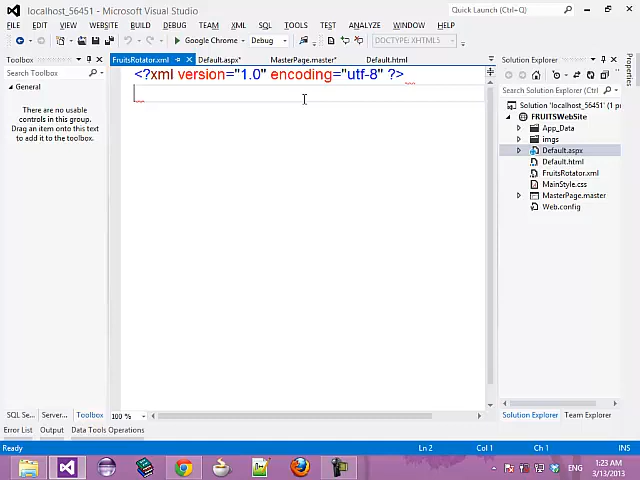 localhost_56451 - Microsoft Visual Studio
Quick Launch (Ctrl+Q)
FILE EDIT VIEW WEBSITE BUILD DEBUG TEAM XML SQL TOOLS TEST ANALYZE WINDOW HELP
Google Chrome Debug DOCTYPE: XHTML5
Toolbox
Search Toolbox
General
There are no usable
controls in this group.
Drag an item onto this text
to add it to the toolbox.
FruitsRotator.xml Default.aspx* MasterPage.master* Default.html
<?xml version="1.0" encoding="utf-8" ?>
Solution Explorer
Search Solution Explorer (Ctrl+
Solution 'localhost_56451' (1 p
FRUITSWebSite
App_Data
imgs
Default.aspx
Default.html
FruitsRotator.xml
MainStyle.css
MasterPage.master
Web.config
Properties
100 %
SQL Se... Server... Toolbox
Solution Explorer Team Explorer
Error List Output Data Tools Operations
Ready Ln 2 Col 1 Ch 1 INS
ENG
1:23 AM
3/13/2013